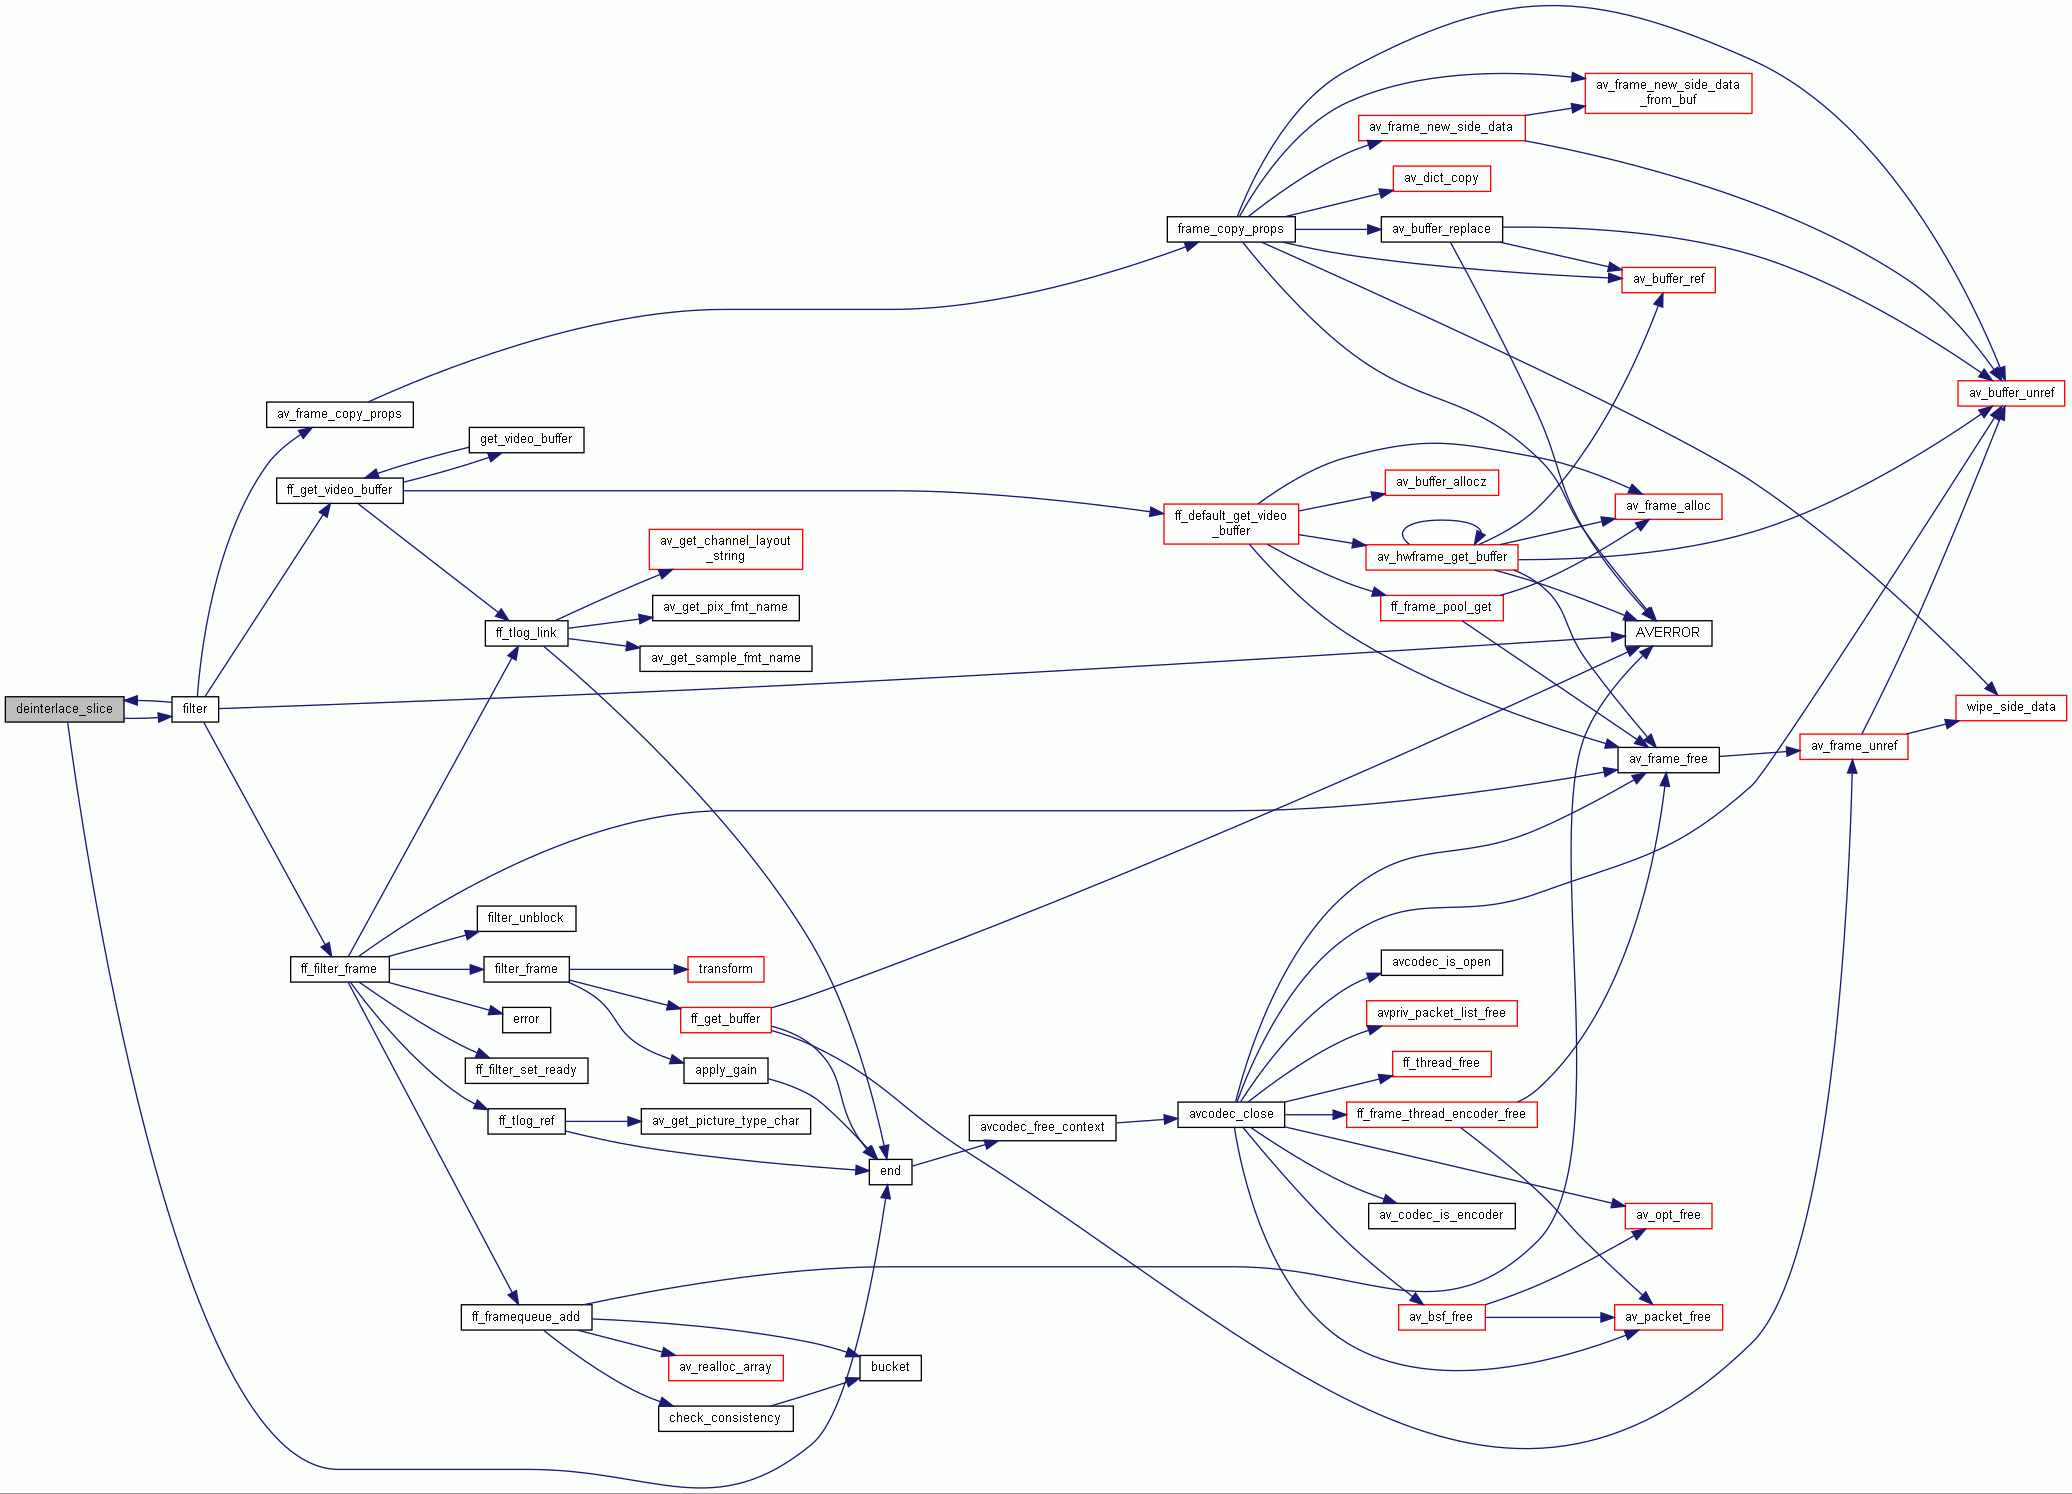 deinterlace_slice
filter
av_frame_copy_props
ff_get_video_buffer
get_video_buffer
ff_tlog_link
av_get_channel_layout
_string
av_get_pix_fmt_name
av_get_sample_fmt_name
ff_filter_frame
filter_unblock
filter_frame
error
ff_filter_set_ready
ff_tlog_ref
ff_framequeue_add
transform
ff_get_buffer
apply_gain
av_get_picture_type_char
end
av_realloc_array
check_consistency
bucket
avcodec_free_context
frame_copy_props
ff_default_get_video
_buffer
avcodec_close
av_frame_new_side_data
av_dict_copy
av_buffer_replace
av_buffer_allocz
av_hwframe_get_buffer
ff_frame_pool_get
avcodec_is_open
avpriv_packet_list_free
ff_thread_free
ff_frame_thread_encoder_free
av_codec_is_encoder
av_bsf_free
av_frame_new_side_data
_from_buf
av_buffer_ref
av_frame_alloc
AVERROR
av_frame_free
av_opt_free
av_packet_free
av_frame_unref
av_buffer_unref
wipe_side_data